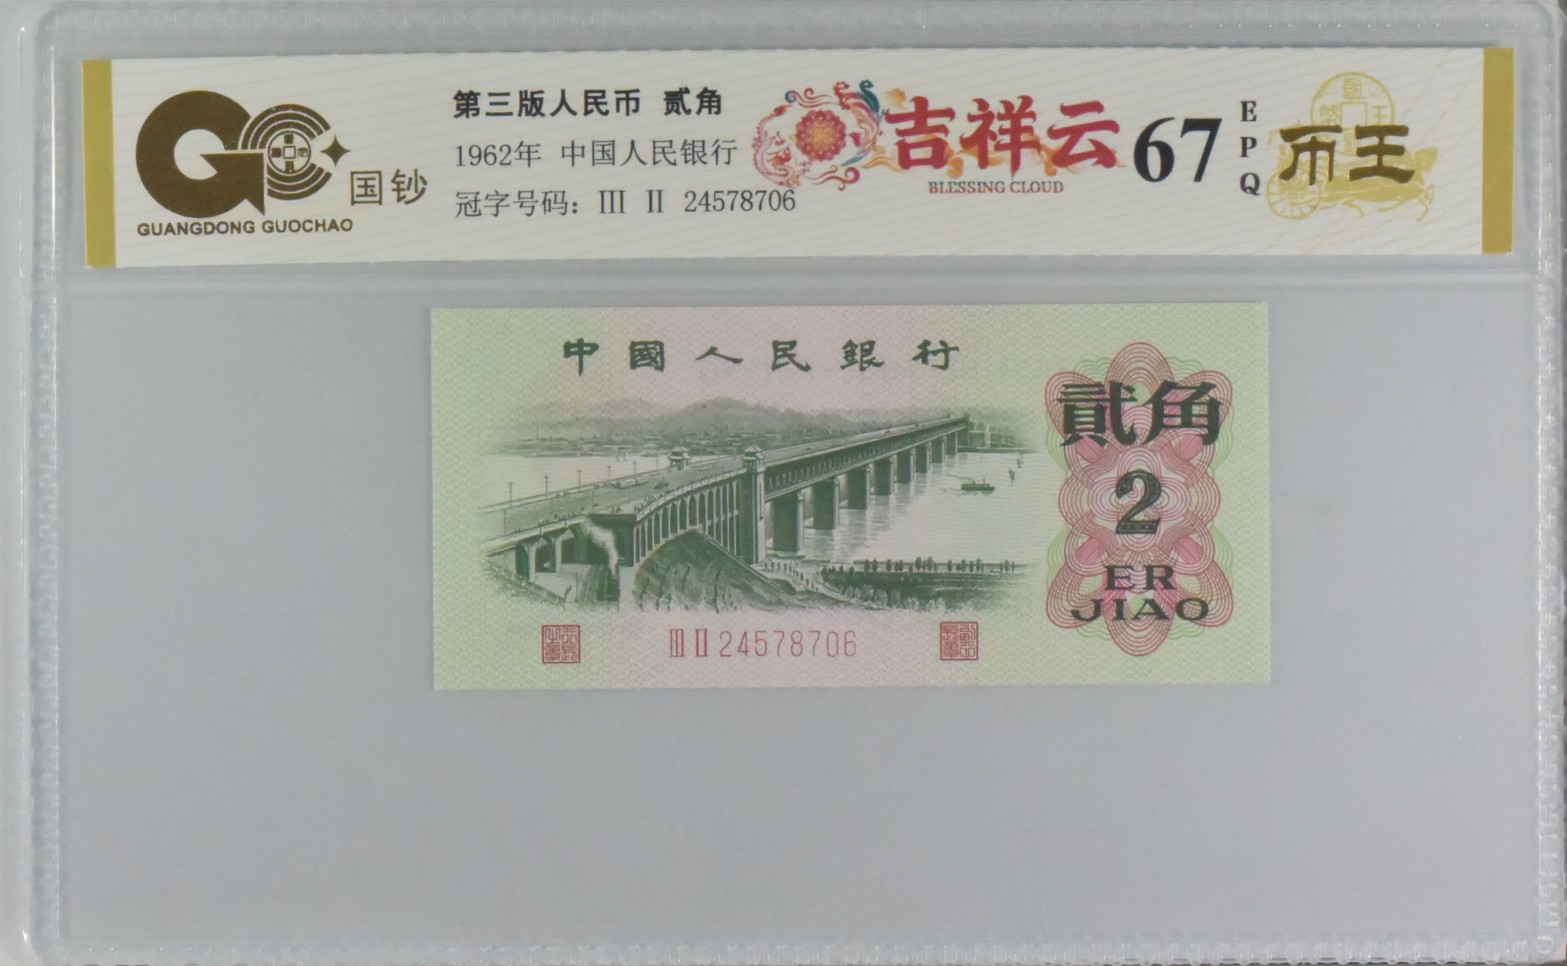 GUANGDONG GUOCHAO
国钞
第三版人民币 贰角
1962年 中国人民银行
冠字号码：III II 24578706
吉祥云
BLESSING CLOUD
67
EPQ
币王
中國人民銀行
貳角
2
ER
JIAO
III II 24578706